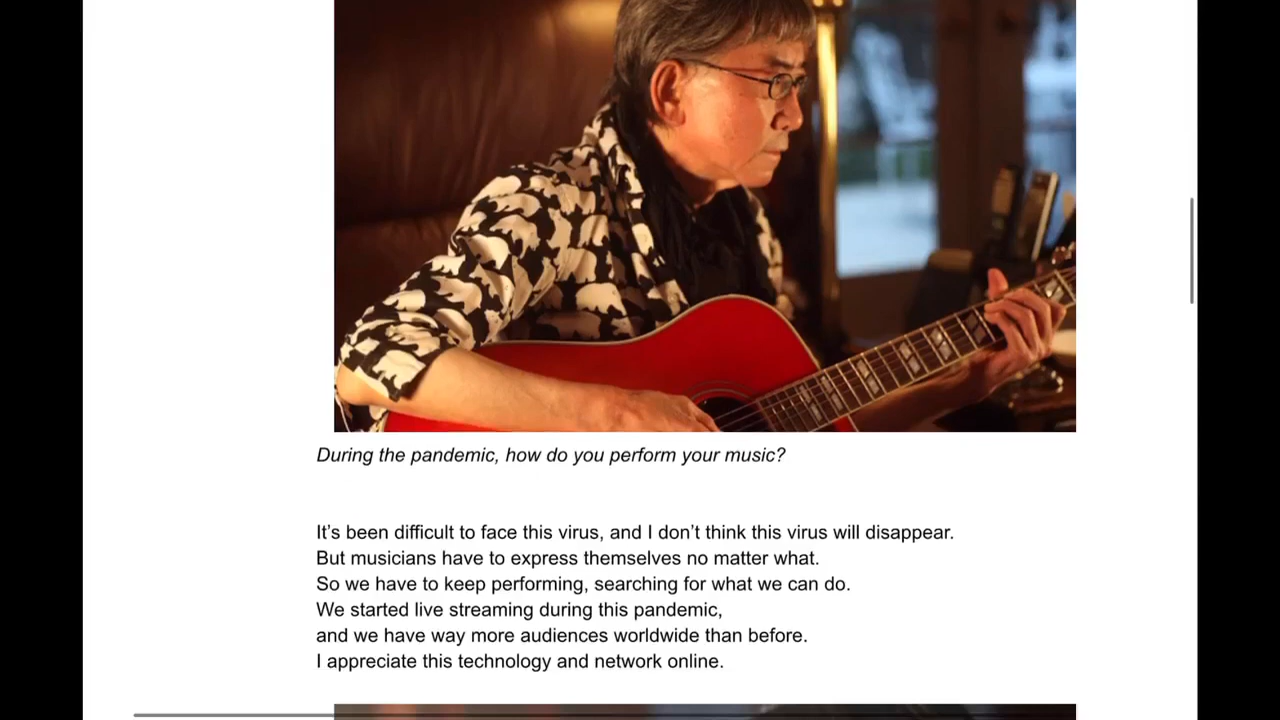 During the pandemic, how do you perform your music?
It’s been difficult to face this virus, and I don’t think this virus will disappear.
But musicians have to express themselves no matter what.
So we have to keep performing, searching for what we can do.
We started live streaming during this pandemic,
and we have way more audiences worldwide than before.
I appreciate this technology and network online.